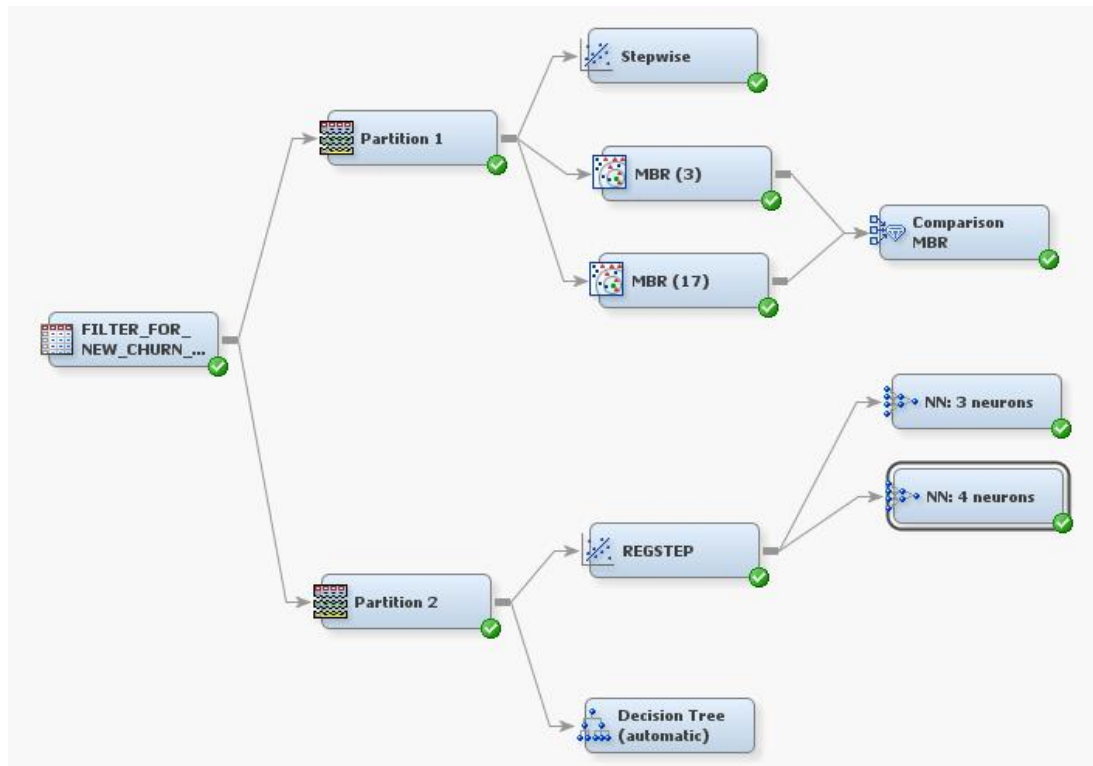 Stepwise
Partition 1
MBR (3)
Comparison
MBR
MBR (17)
FILTER_FOR_
NEW_CHURN_...
NN: 3 neurons
NN: 4 neurons
REGSTEP
Partition 2
Decision Tree
(automatic)